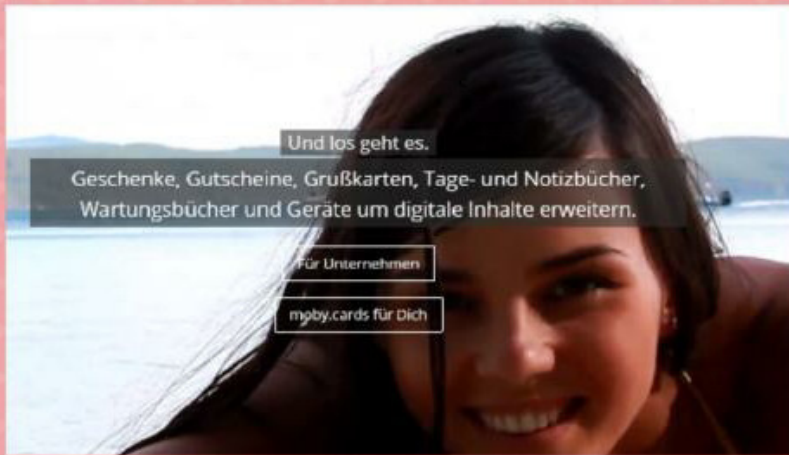 Und los geht es.
Geschenke, Gutscheine, Grußkarten, Tage- und Notizbücher,
Wartungsbücher und Geräte um digitale Inhalte erweitern.
Für Unternehmen
moby.cards für Dich